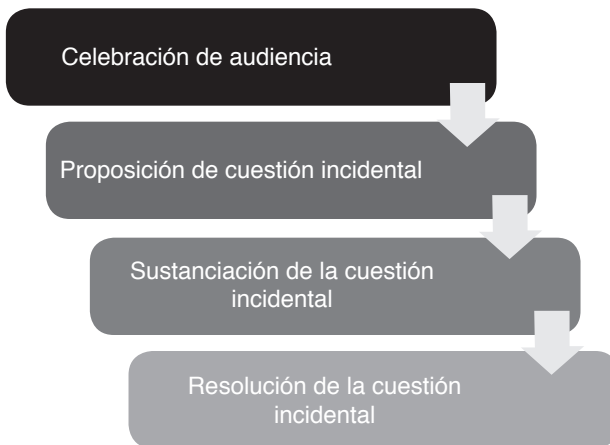 Celebración de audiencia
Proposición de cuestión incidental
Sustanciación de la cuestión
incidental
Resolución de la cuestión
incidental